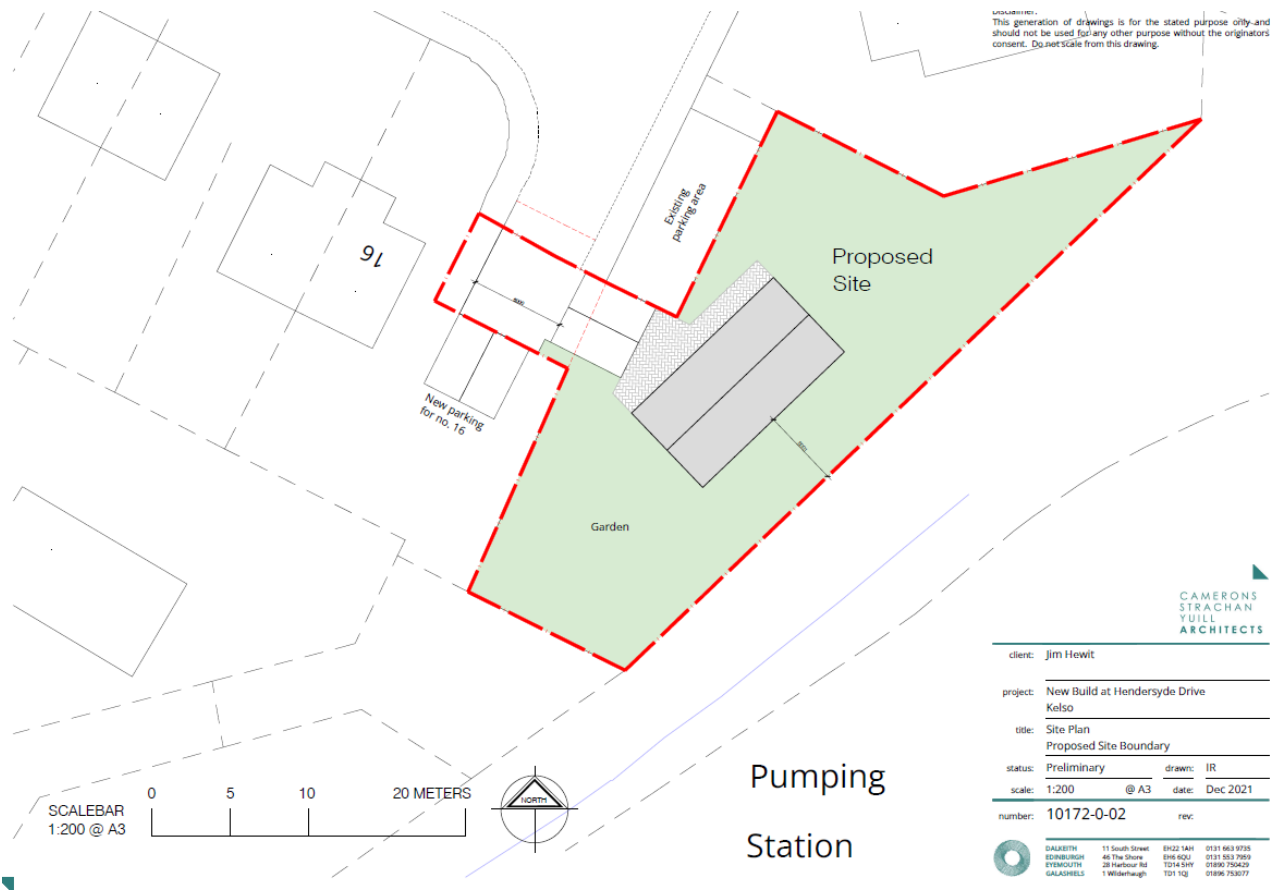 Disclaimer:
This generation of drawings is for the stated purpose only and
should not be used for any other purpose without the originators
consent. Do not scale from this drawing.
Existing
parking area
16
Proposed
Site
New parking
for no. 16
Garden
CAMERONS
STRACHAN
YUILL
ARCHITECTS
client: Jim Hewit
project: New Build at Hendersyde Drive
Kelso
title: Site Plan
Proposed Site Boundary
status: Preliminary drawn: IR
scale: 1:200 @ A3 date: Dec 2021
number: 10172-0-02 rev:
DALKEITH 11 South Street EH22 1AH 0131 663 9735
EDINBURGH 46 The Shore EH6 6QU 0131 553 7959
EYEMOUTH 28 Harbour Rd TD14 5HY 01890 750429
GALASHIELS 1 Wilderhaugh TD1 1QJ 01896 753077
Pumping
Station
SCALEBAR
1:200 @ A3
0 5 10 20 METERS
NORTH